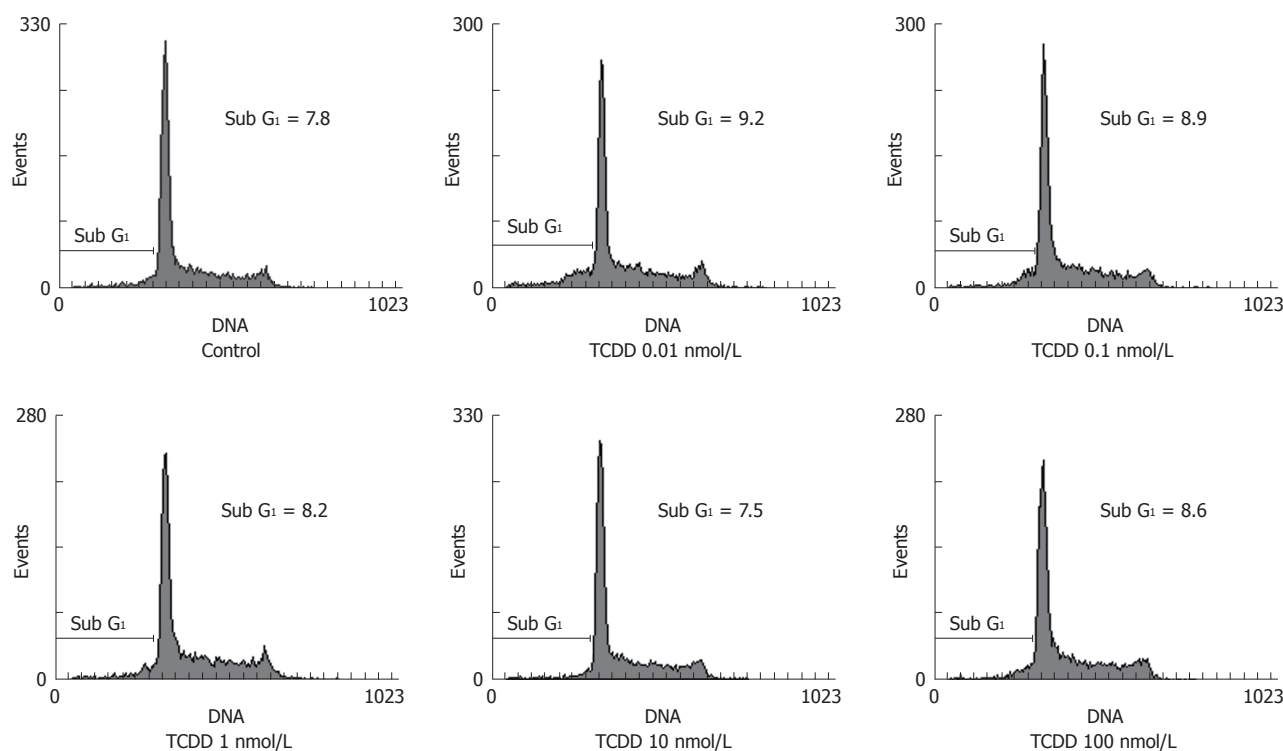 330
Events
Sub G₁ = 7.8
Sub G₁
0
0
1023
DNA
Control
300
Events
Sub G₁ = 9.2
Sub G₁
0
0
1023
DNA
TCDD 0.01 nmol/L
300
Events
Sub G₁ = 8.9
Sub G₁
0
0
1023
DNA
TCDD 0.1 nmol/L
280
Events
Sub G₁ = 8.2
Sub G₁
0
0
1023
DNA
TCDD 1 nmol/L
330
Events
Sub G₁ = 7.5
Sub G₁
0
0
1023
DNA
TCDD 10 nmol/L
280
Events
Sub G₁ = 8.6
Sub G₁
0
0
1023
DNA
TCDD 100 nmol/L